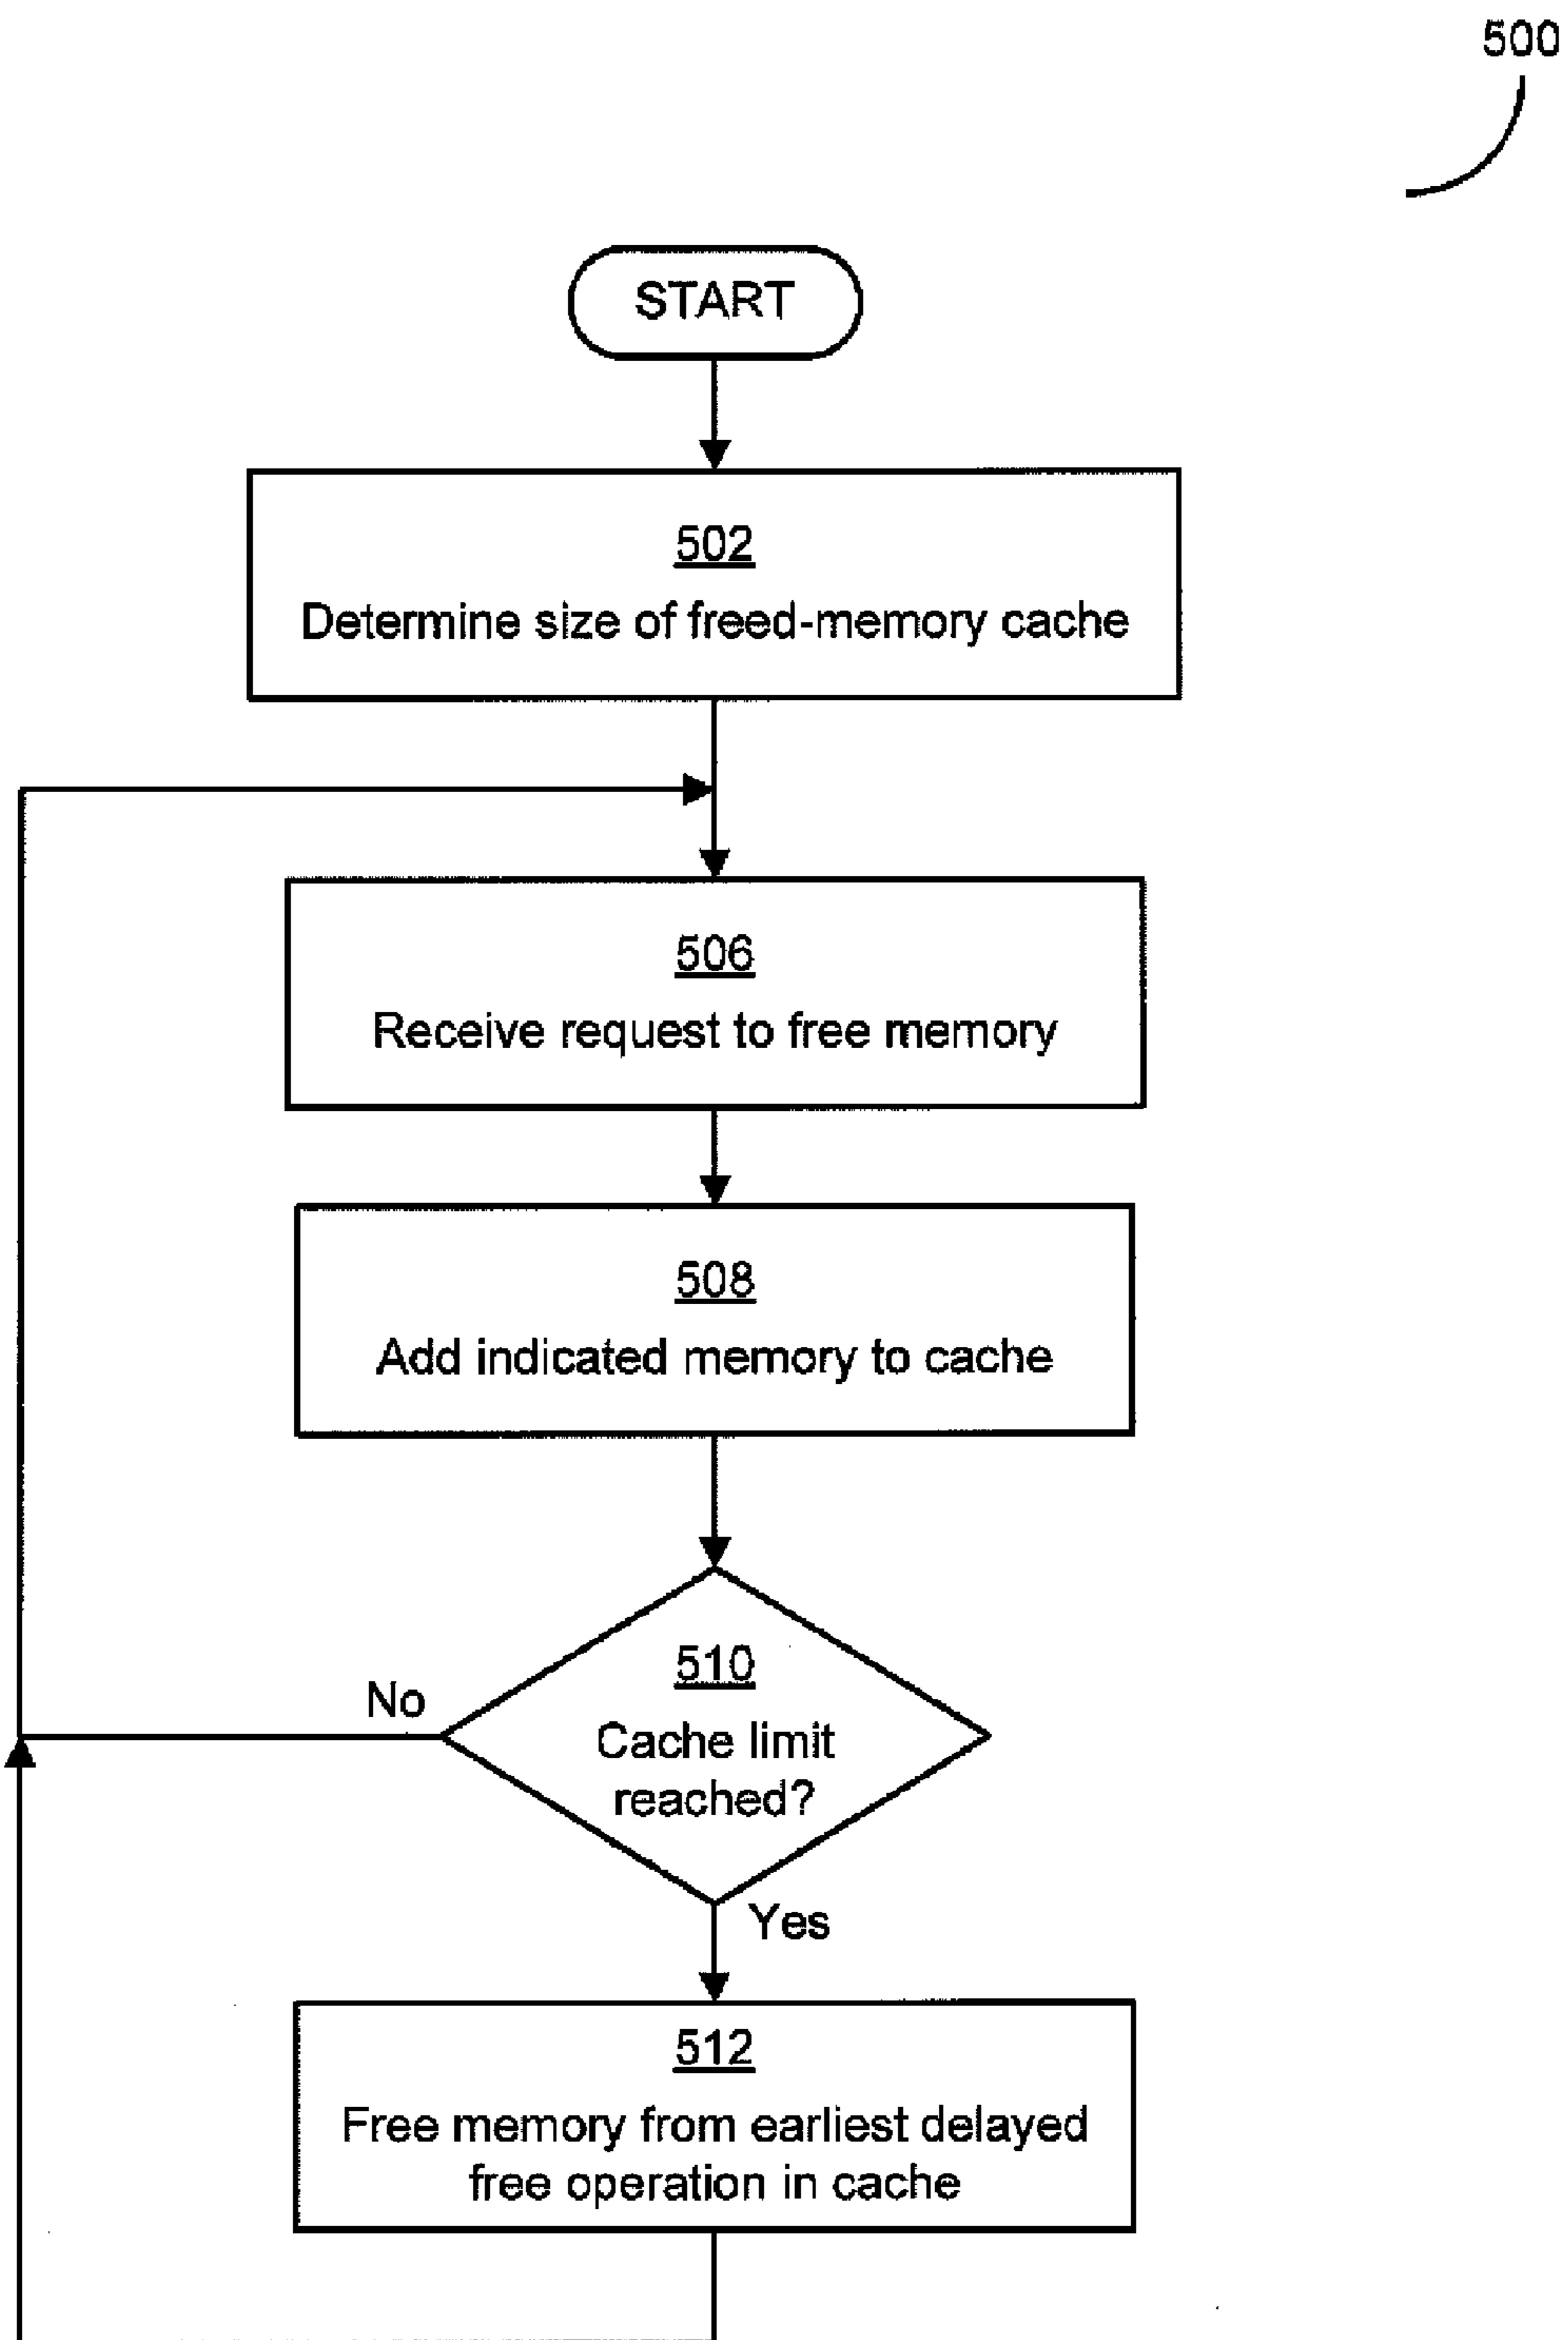 500
START
502
Determine size of freed-memory cache
506
Receive request to free memory
508
Add indicated memory to cache
510
Cache limit
reached?
No
Yes
512
Free memory from earliest delayed
free operation in cache